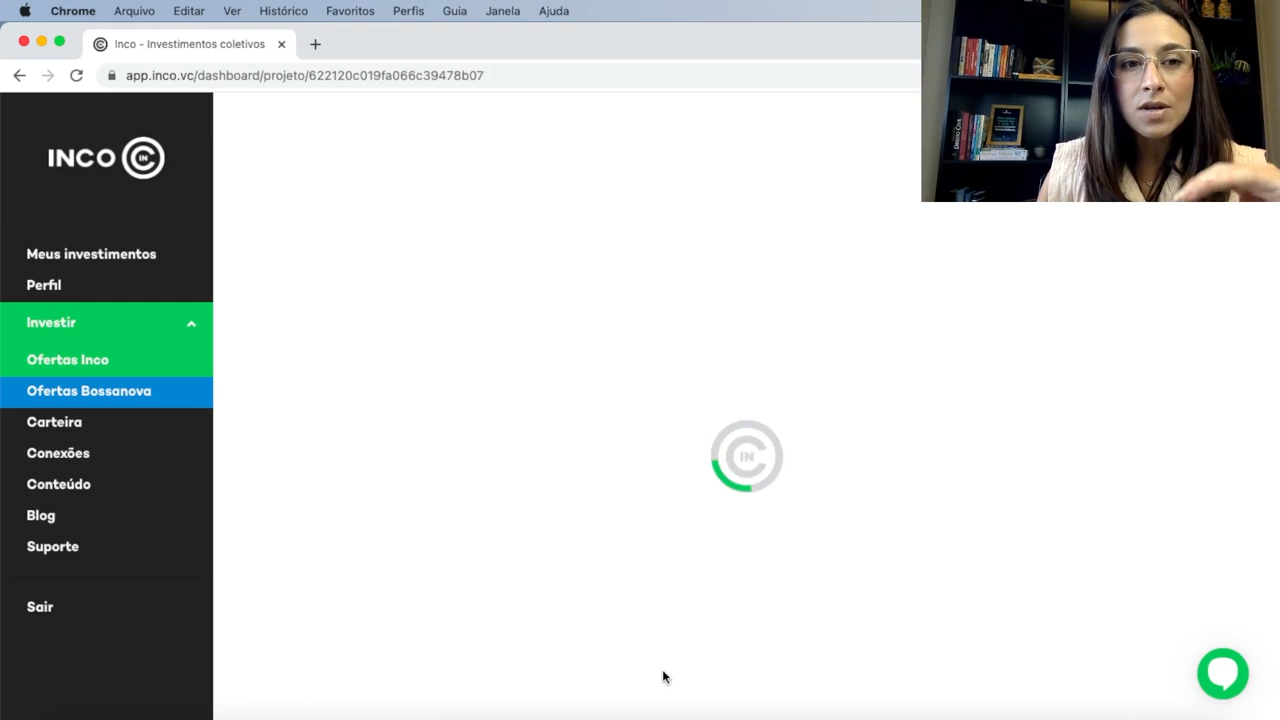 Chrome Arquivo Editar Ver Histórico Favoritos Perfis Guia Janela Ajuda
Inco - Investimentos coletivos
app.inco.vc/dashboard/projeto/622120c019fa066c39478b07
INCO IN
Meus investimentos
Perfil
Investir
Ofertas Inco
Ofertas Bossanova
Carteira
Conexões
Conteúdo
Blog
Suporte
Sair
IN